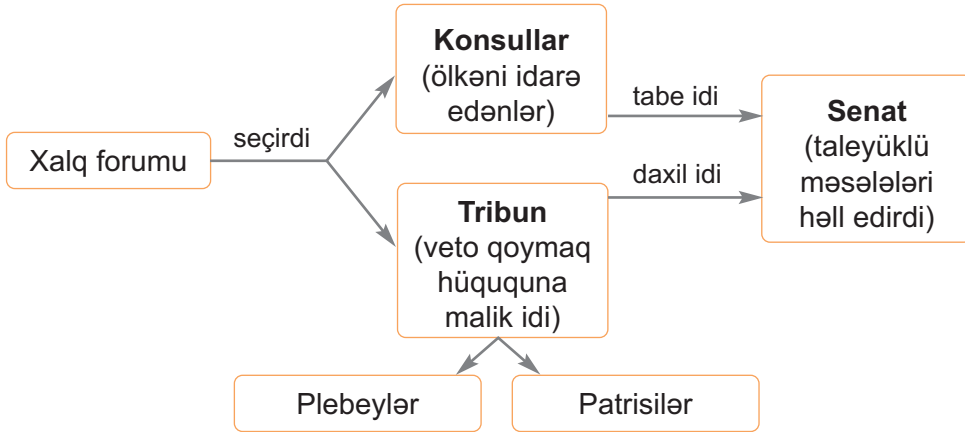 Xalq forumu
seçirdi
Konsullar
(ölkəni idarə
edənlər)
tabe idi
Senat
(taleyüklü
məsələləri
həll edirdi)
daxil idi
Tribun
(veto qoymaq
hüququna
malik idi)
Plebeylər
Patrisilər